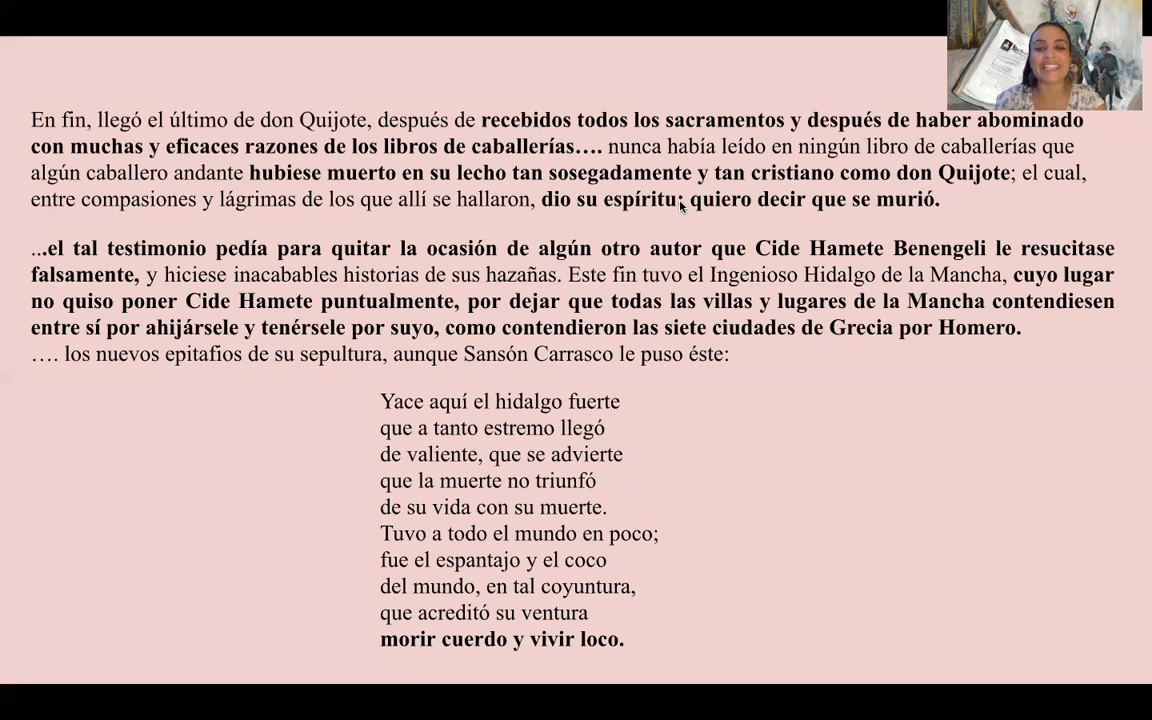 En fin, llegó el último de don Quijote, después de recebidos todos los sacramentos y después de haber abominado
con muchas y eficaces razones de los libros de caballerías…. nunca había leído en ningún libro de caballerías que
algún caballero andante hubiese muerto en su lecho tan sosegadamente y tan cristiano como don Quijote; el cual,
entre compasiones y lágrimas de los que allí se hallaron, dio su espíritu: quiero decir que se murió.
...el tal testimonio pedía para quitar la ocasión de algún otro autor que Cide Hamete Benengeli le resucitase
falsamente, y hiciese inacabables historias de sus hazañas. Este fin tuvo el Ingenioso Hidalgo de la Mancha, cuyo lugar
no quiso poner Cide Hamete puntualmente, por dejar que todas las villas y lugares de la Mancha contendiesen
entre sí por ahijársele y tenérsele por suyo, como contendieron las siete ciudades de Grecia por Homero.
…. los nuevos epitafios de su sepultura, aunque Sansón Carrasco le puso éste:
Yace aquí el hidalgo fuerte
que a tanto estremo llegó
de valiente, que se advierte
que la muerte no triunfó
de su vida con su muerte.
Tuvo a todo el mundo en poco;
fue el espantajo y el coco
del mundo, en tal coyuntura,
que acreditó su ventura
morir cuerdo y vivir loco.